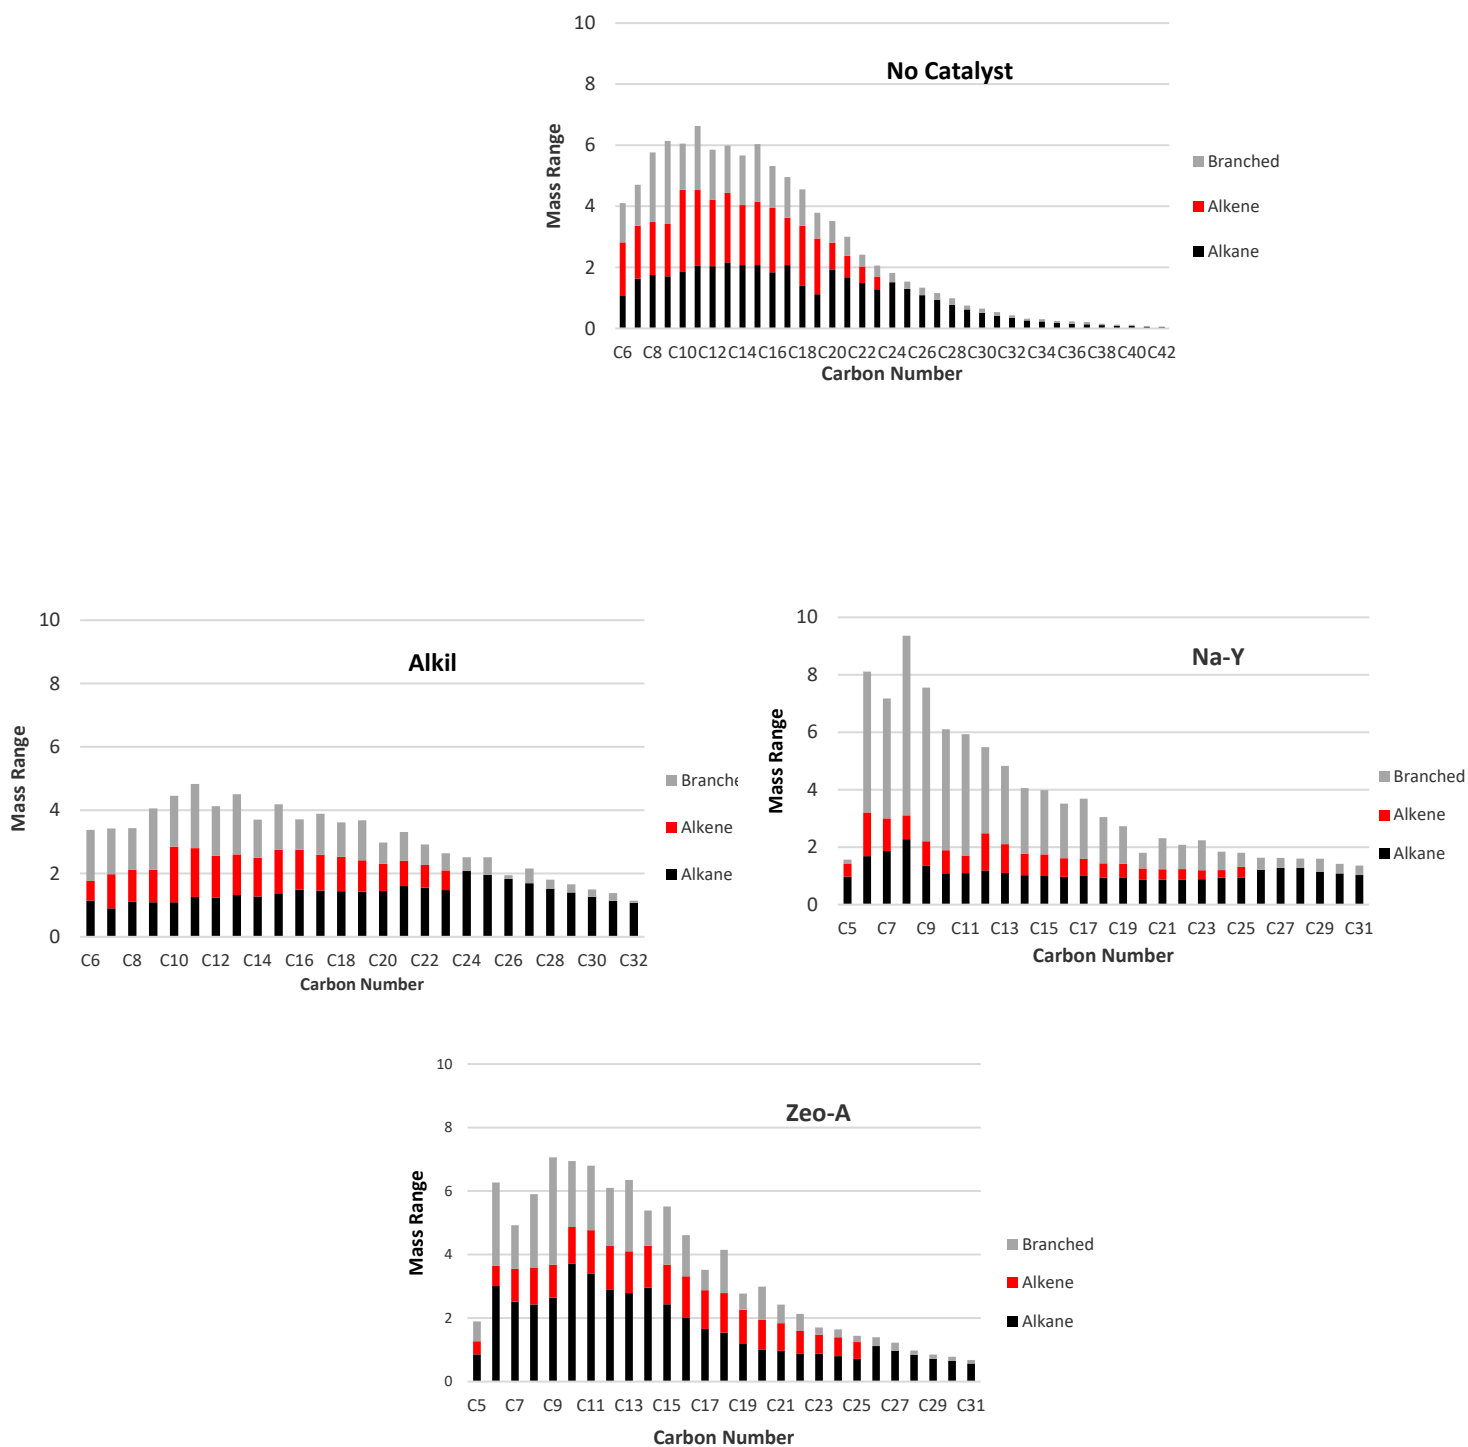 10
No Catalyst
8
6
4
2
0
Mass Range
Branched
Alkene
Alkane
C6 C8 C10 C12 C14 C16 C18 C20 C22 C24 C26 C28 C30 C32 C34 C36 C38 C40 C42
Carbon Number
10
Alkil
8
6
4
2
0
Mass Range
Branche
Alkene
Alkane
C6 C8 C10 C12 C14 C16 C18 C20 C22 C24 C26 C28 C30 C32
Carbon Number
10
Na-Y
8
6
4
2
0
Mass Range
Branched
Alkene
Alkane
C5 C7 C9 C11 C13 C15 C17 C19 C21 C23 C25 C27 C29 C31
Carbon Number
10
Zeo-A
8
6
4
2
0
Mass Range
Branched
Alkene
Alkane
C5 C7 C9 C11 C13 C15 C17 C19 C21 C23 C25 C27 C29 C31
Carbon Number